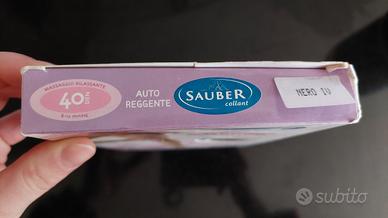 MASSAGGIO RILASSANTE
40 DEN
AUTO
REGGENTE
SAUBER
collant
NERO IV
subito